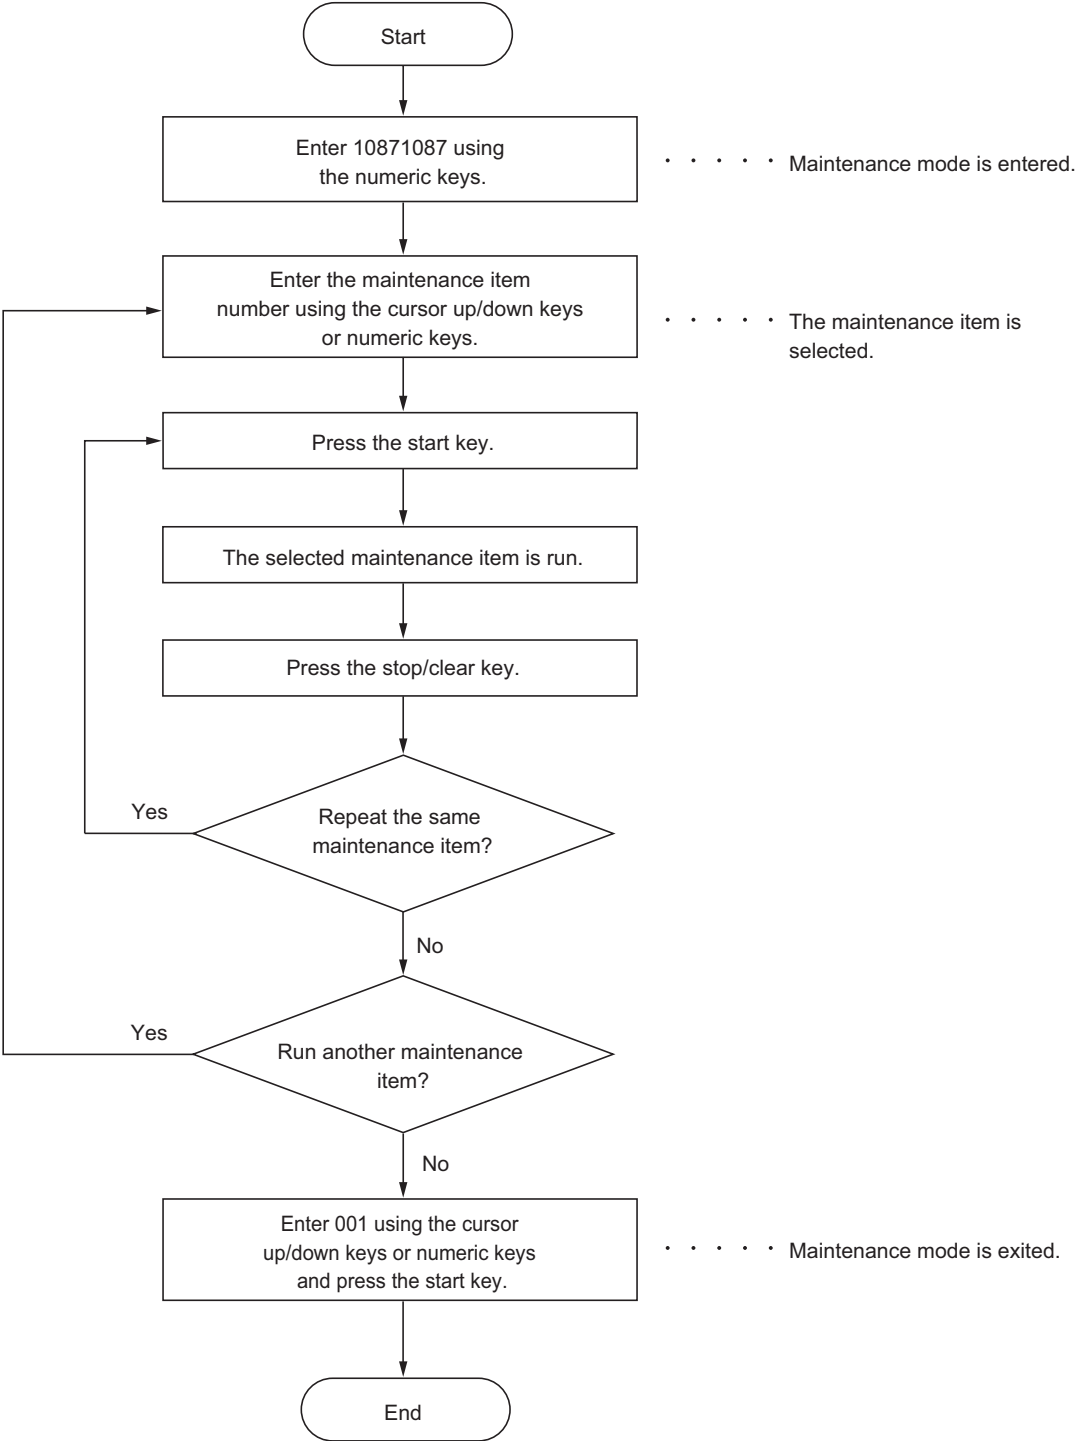 Start
Enter 10871087 using
the numeric keys.
Maintenance mode is entered.
Enter the maintenance item
number using the cursor up/down keys
or numeric keys.
The maintenance item is
selected.
Press the start key.
The selected maintenance item is run.
Press the stop/clear key.
Yes
Repeat the same
maintenance item?
No
Yes
Run another maintenance
item?
No
Enter 001 using the cursor
up/down keys or numeric keys
and press the start key.
Maintenance mode is exited.
End